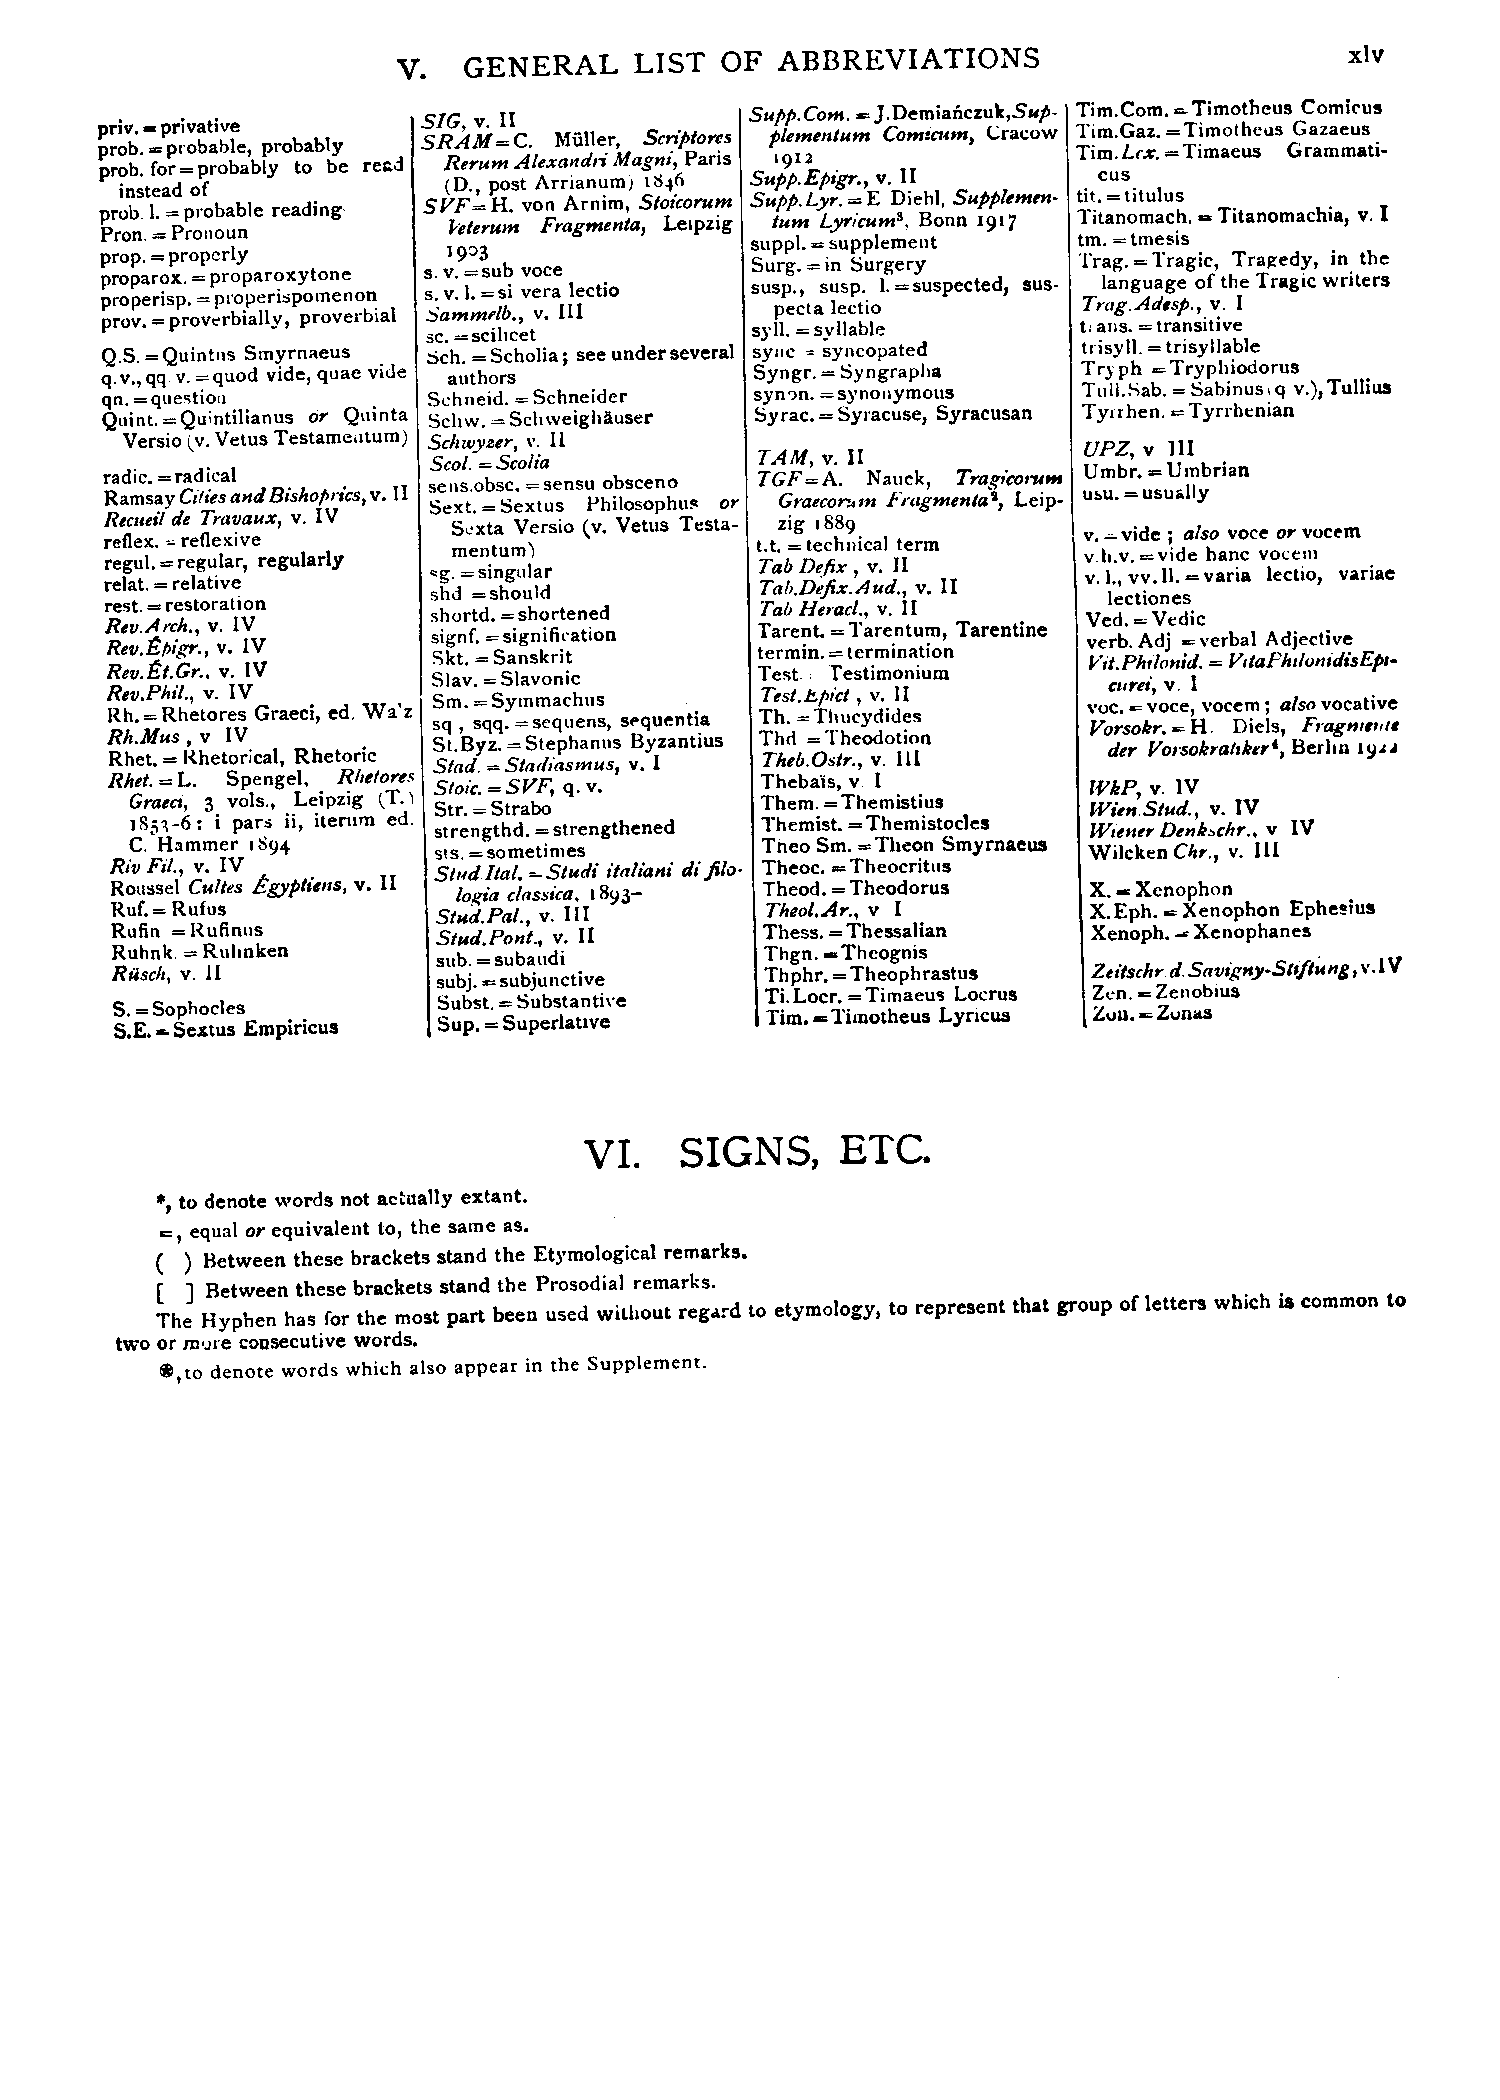 V. GENERAL LIST OF ABBREVIATIONS
xlv
priv. = privative
prob. = probable, probably
prob. for = probably to be read
instead of
prob. l. = probable reading
Pron. = Pronoun
prop. = properly
proparox. = proparoxytone
properisp. = properispomenon
prov. = proverbially, proverbial
Q.S. = Quintus Smyrnaeus
q.v., qq v. = quod vide, quae vide
qn. = question
Quint. = Quintilianus or Quinta
Versio (v. Vetus Testamentum)
radic. = radical
Ramsay Cities and Bishoprics, v. II
Recueil de Travaux, v. IV
reflex. = reflexive
regul. = regular, regularly
relat. = relative
rest. = restoration
Rev.Arch., v. IV
Rev.Épigr., v. IV
Rev.Ét.Gr., v. IV
Rev.Phil., v. IV
Rh. = Rhetores Graeci, ed. Walz
Rh.Mus, v IV
Rhet. = Rhetorical, Rhetoric
Rhet. = L. Spengel, Rhetores
Graeci, 3 vols., Leipzig (T.)
1853-6: i pars ii, iterum ed.
C. Hammer 1894
Riv Fil., v. IV
Roussel Cultes Égyptiens, v. II
Ruf. = Rufus
Rufin = Rufinus
Ruhnk. = Ruhnken
Rüsch, v. II
S. = Sophocles
S.E. = Sextus Empiricus
SIG, v. II
SRAM = C. Müller, Scriptores
Rerum Alexandri Magni, Paris
(D., post Arrianum) 1846
SVF = H. von Arnim, Stoicorum
Veterum Fragmenta, Leipzig
1903
s. v. = sub voce
s. v. l. = si vera lectio
Sammelb., v. III
sc. = scilicet
Sch. = Scholia; see under several
authors
Schneid. = Schneider
Schw. = Schweighäuser
Schwyzer, v. II
Scol. = Scolia
sens.obsc. = sensu obsceno
Sext. = Sextus Philosophus or
Sexta Versio (v. Vetus Testa-
mentum)
sg. = singular
shd = should
shortd. = shortened
signf. = signification
Skt. = Sanskrit
Slav. = Slavonic
Sm. = Symmachus
sq, sqq. = sequens, sequentia
St.Byz. = Stephanus Byzantius
Stad. = Stadiasmus, v. I
Stoic. = SVF, q. v.
Str. = Strabo
strengthd. = strengthened
sts. = sometimes
Stud Ital. = Studi italiani di filo-
logia classica, 1893–
Stud.Pal., v. III
Stud.Pont., v. II
sub. = subaudi
subj. = subjunctive
Subst. = Substantive
Sup. = Superlative
Supp.Com. = J.Demiańczuk, Sup-
plementum Comicum, Cracow
1912
Supp.Epigr., v. II
Supp.Lyr. = E Diehl, Supplemen-
tum Lyricum³, Bonn 1917
suppl. = supplement
Surg. = in Surgery
susp., susp. l. = suspected, sus-
pecta lectio
syll. = syllable
sync = syncopated
Syngr. = Syngrapha
synon. = synonymous
Syrac. = Syracuse, Syracusan
TAM, v. II
TGF = A. Nauck, Tragicorum
Graecorum Fragmenta², Leip-
zig 1889
t.t. = technical term
Tab Defix, v. II
Tab.Defix.Aud., v. II
Tab Heracl., v. II
Tarent. = Tarentum, Tarentine
termin. = termination
Test. : Testimonium
Test.Epict, v. II
Th. = Thucydides
Thd = Theodotion
Theb.Ostr., v. III
Thebaïs, v I
Them. = Themistius
Themist. = Themistocles
Theo Sm. = Theon Smyrnaeus
Theoc. = Theocritus
Theod. = Theodorus
Theol.Ar., v I
Thess. = Thessalian
Thgn. = Theognis
Thphr. = Theophrastus
Ti.Locr. = Timaeus Locrus
Tim. = Timotheus Lyricus
Tim.Com. = Timotheus Comicus
Tim.Gaz. = Timotheus Gazaeus
Tim.Lex. = Timaeus Grammati-
cus
tit. = titulus
Titanomach. = Titanomachia, v. I
tm. = tmesis
Trag. = Tragic, Tragedy, in the
language of the Tragic writers
Trag.Adesp., v. I
trans. = transitive
trisyll. = trisyllable
Tryph = Tryphiodorus
Tull.Sab. = Sabinus (q v.), Tullius
Tyrrhen. = Tyrrhenian
UPZ, v III
Umbr. = Umbrian
usu. = usually
v. = vide; also voce or vocem
v.h.v. = vide hanc vocem
v. l., vv.ll. = varia lectio, variae
lectiones
Ved. = Vedic
verb. Adj = verbal Adjective
Vit.Philonid. = Vita Philonidis Epi-
curei, v. I
voc. = voce, vocem; also vocative
Vorsokr. = H. Diels, Fragmente
der Vorsokratiker⁴, Berlin 1922
WkP, v. IV
Wien Stud., v. IV
Wiener Denkschr., v IV
Wilcken Chr., v. III
X. = Xenophon
X.Eph. = Xenophon Ephesius
Xenoph. = Xenophanes
Zeitschr. d. Savigny-Stiftung, v. IV
Zen. = Zenobius
Zon. = Zonas
VI. SIGNS, ETC.
*, to denote words not actually extant.
=, equal or equivalent to, the same as.
( ) Between these brackets stand the Etymological remarks.
[ ] Between these brackets stand the Prosodial remarks.
The Hyphen has for the most part been used without regard to etymology, to represent that group of letters which is common to
two or more consecutive words.
⊛, to denote words which also appear in the Supplement.